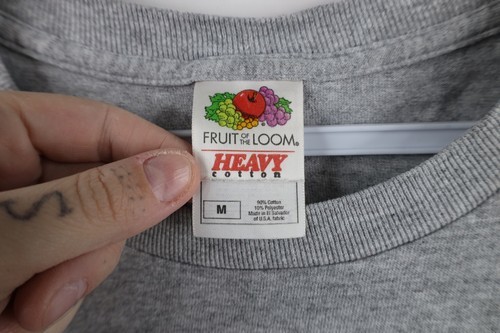 FRUIT OF THE LOOM®
HEAVY
cotton
M
90% Cotton
10% Polyester
Made in El Salvador
of U.S.A. fabric